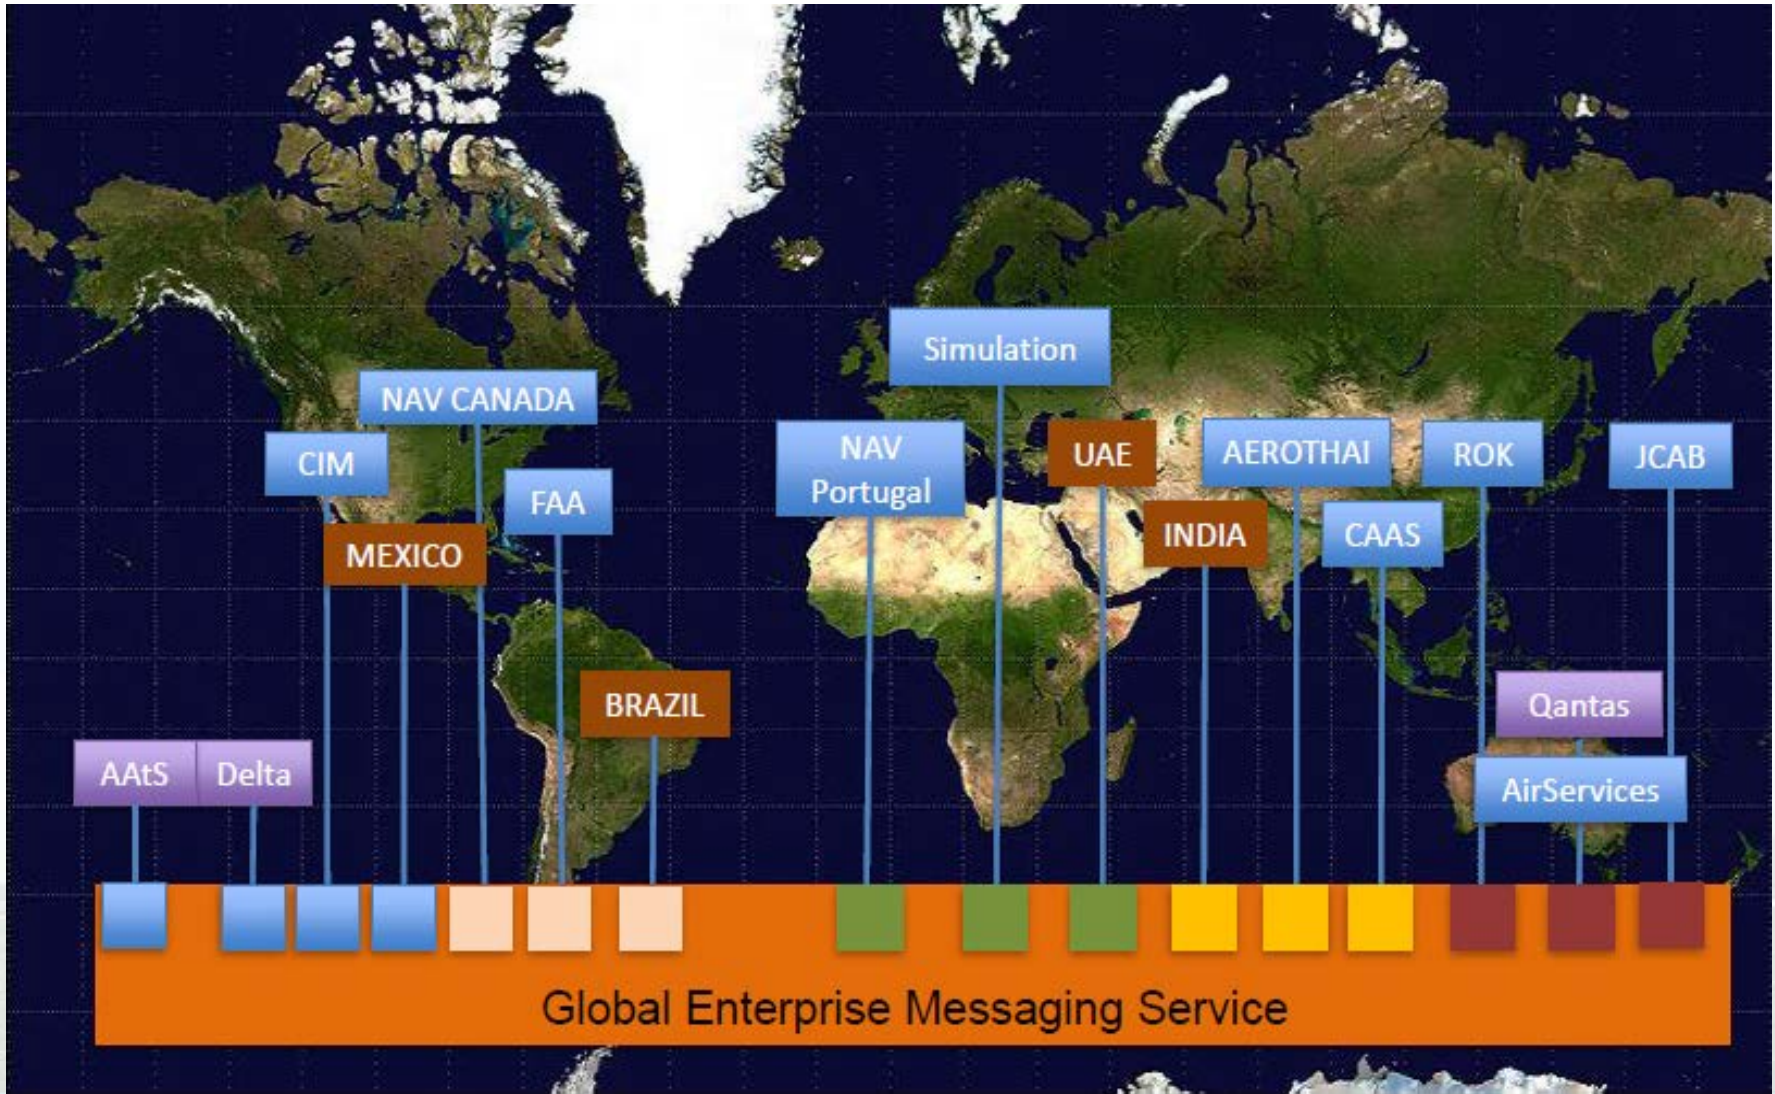 Simulation
NAV CANADA
NAV
Portugal
UAE
AEROTHAI
ROK
JCAB
CIM
FAA
INDIA
CAAS
MEXICO
BRAZIL
Qantas
AAtS
Delta
AirServices
Global Enterprise Messaging Service